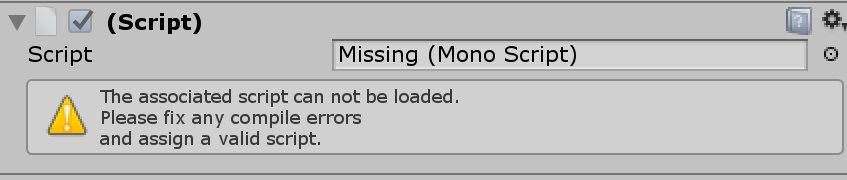 (Script)
Script Missing (Mono Script)
The associated script can not be loaded.
Please fix any compile errors
and assign a valid script.